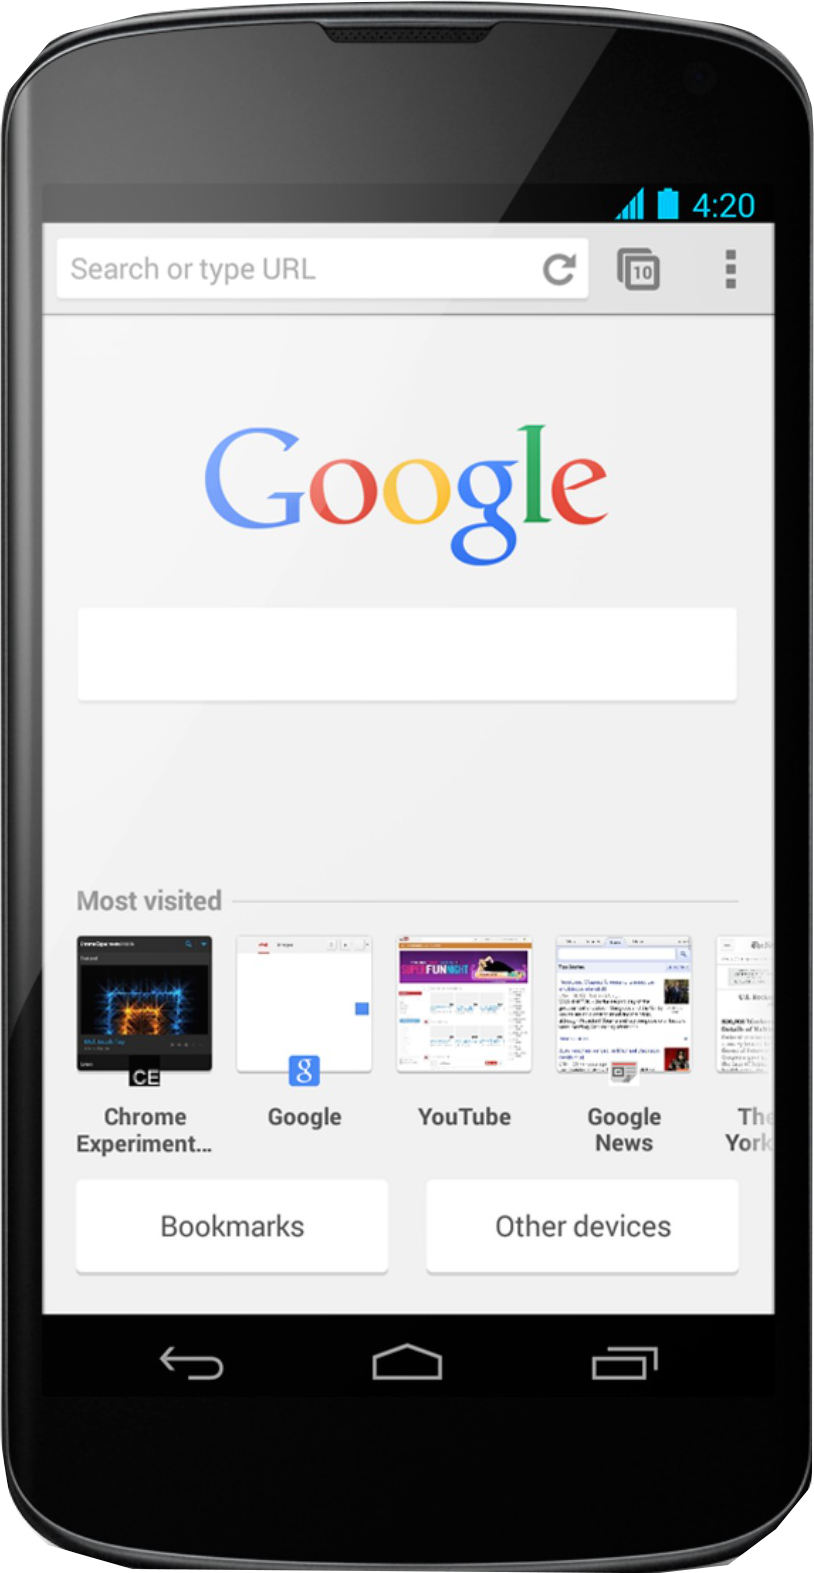 4:20
Search or type URL
10
Google
Most visited
SUPERFUNNIGHT
CE
g
Chrome
Experiment...
Google
YouTube
Google
News
The
York
Bookmarks
Other devices